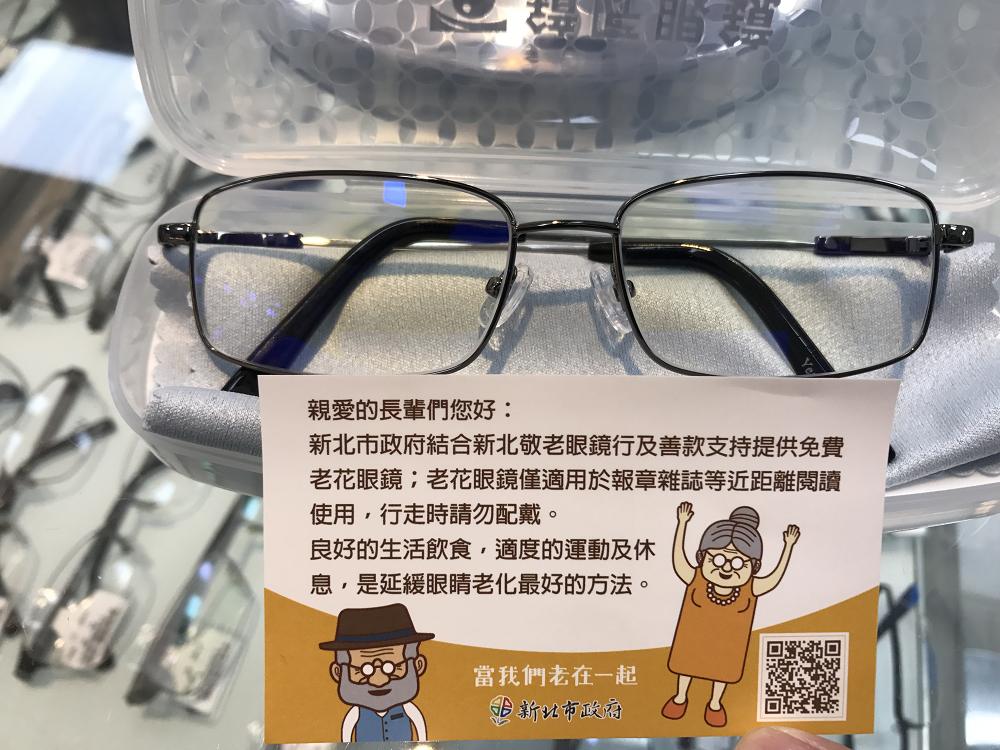 親愛的長輩們您好：
新北市政府結合新北敬老眼鏡行及善款支持提供免費
老花眼鏡；老花眼鏡僅適用於報章雜誌等近距離閱讀
使用，行走時請勿配戴。
良好的生活飲食，適度的運動及休
息，是延緩眼睛老化最好的方法。
當我們老在一起
新北市政府